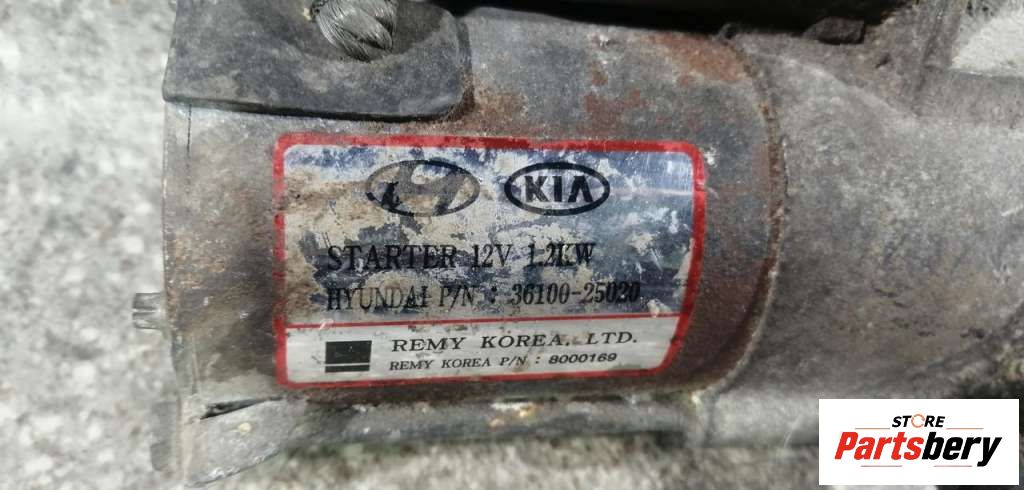 KIA
STARTER 12V 1.2KW
HYUNDAI P/N : 36100-25020
REMY KOREA, LTD.
REMY KOREA P/N : 8000169
STORE
Partsbery